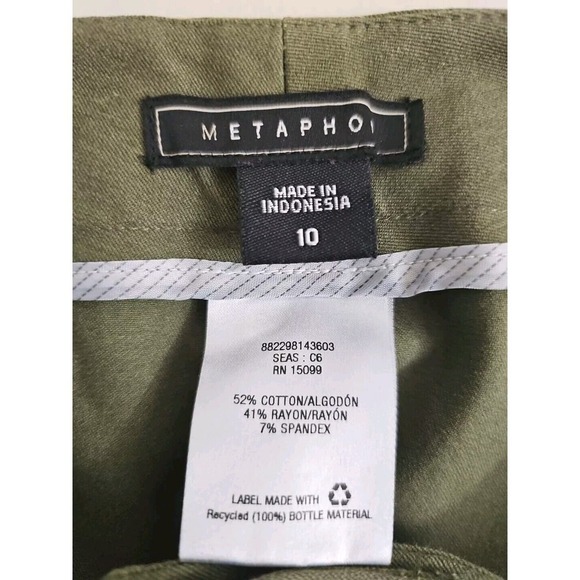 METAPHO
MADE IN
INDONESIA
10
882298143603
SEAS : C6
RN 15099
52% COTTON/ALGODÓN
41% RAYON/RAYÓN
7% SPANDEX
LABEL MADE WITH
Recycled (100%) BOTTLE MATERIAL